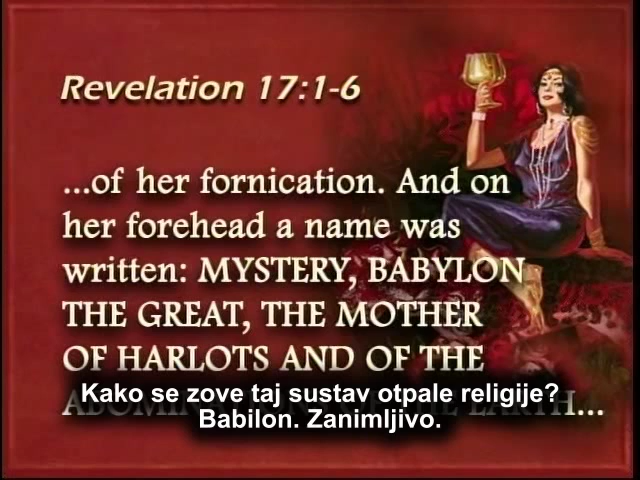 Revelation 17:1-6
...of her fornication. And on
her forehead a name was
written: MYSTERY, BABYLON
THE GREAT, THE MOTHER
OF HARLOTS AND OF THE
EARTH...
Kako se zove taj sustav otpale religije?
Babilon. Zanimljivo.